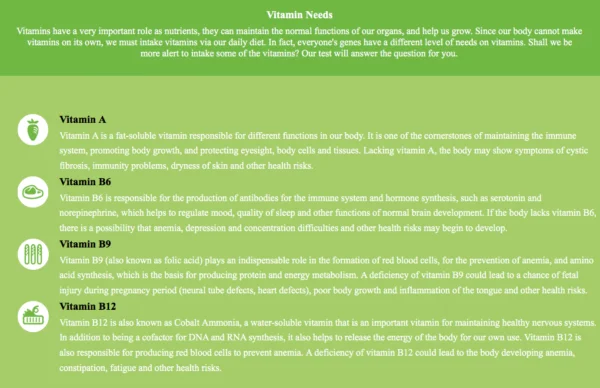 Vitamin Needs
Vitamins have a very important role as nutrients, they can maintain the normal functions of our organs, and help us grow. Since our body cannot make
vitamins on its own, we must intake vitamins via our daily diet. In fact, everyone's genes have a different level of needs on vitamins. Shall we be
more alert to intake some of the vitamins? Our test will answer the question for you.
Vitamin A
Vitamin A is a fat-soluble vitamin responsible for different functions in our body. It is one of the cornerstones of maintaining the immune
system, promoting body growth, and protecting eyesight, body cells and tissues. Lacking vitamin A, the body may show symptoms of cystic
fibrosis, immunity problems, dryness of skin and other health risks.
Vitamin B6
Vitamin B6 is responsible for the production of antibodies for the immune system and hormone synthesis, such as serotonin and
norepinephrine, which helps to regulate mood, quality of sleep and other functions of normal brain development. If the body lacks vitamin B6,
there is a possibility that anemia, depression and concentration difficulties and other health risks may begin to develop.
Vitamin B9
Vitamin B9 (also known as folic acid) plays an indispensable role in the formation of red blood cells, for the prevention of anemia, and amino
acid synthesis, which is the basis for producing protein and energy metabolism. A deficiency of vitamin B9 could lead to a chance of fetal
injury during pregnancy period (neural tube defects, heart defects), poor body growth and inflammation of the tongue and other health risks.
Vitamin B12
Vitamin B12 is also known as Cobalt Ammonia, a water-soluble vitamin that is an important vitamin for maintaining healthy nervous systems.
In addition to being a cofactor for DNA and RNA synthesis, it also helps to release the energy of the body for our own use. Vitamin B12 is
also responsible for producing red blood cells to prevent anemia. A deficiency of vitamin B12 could lead to the body developing anemia,
constipation, fatigue and other health risks.